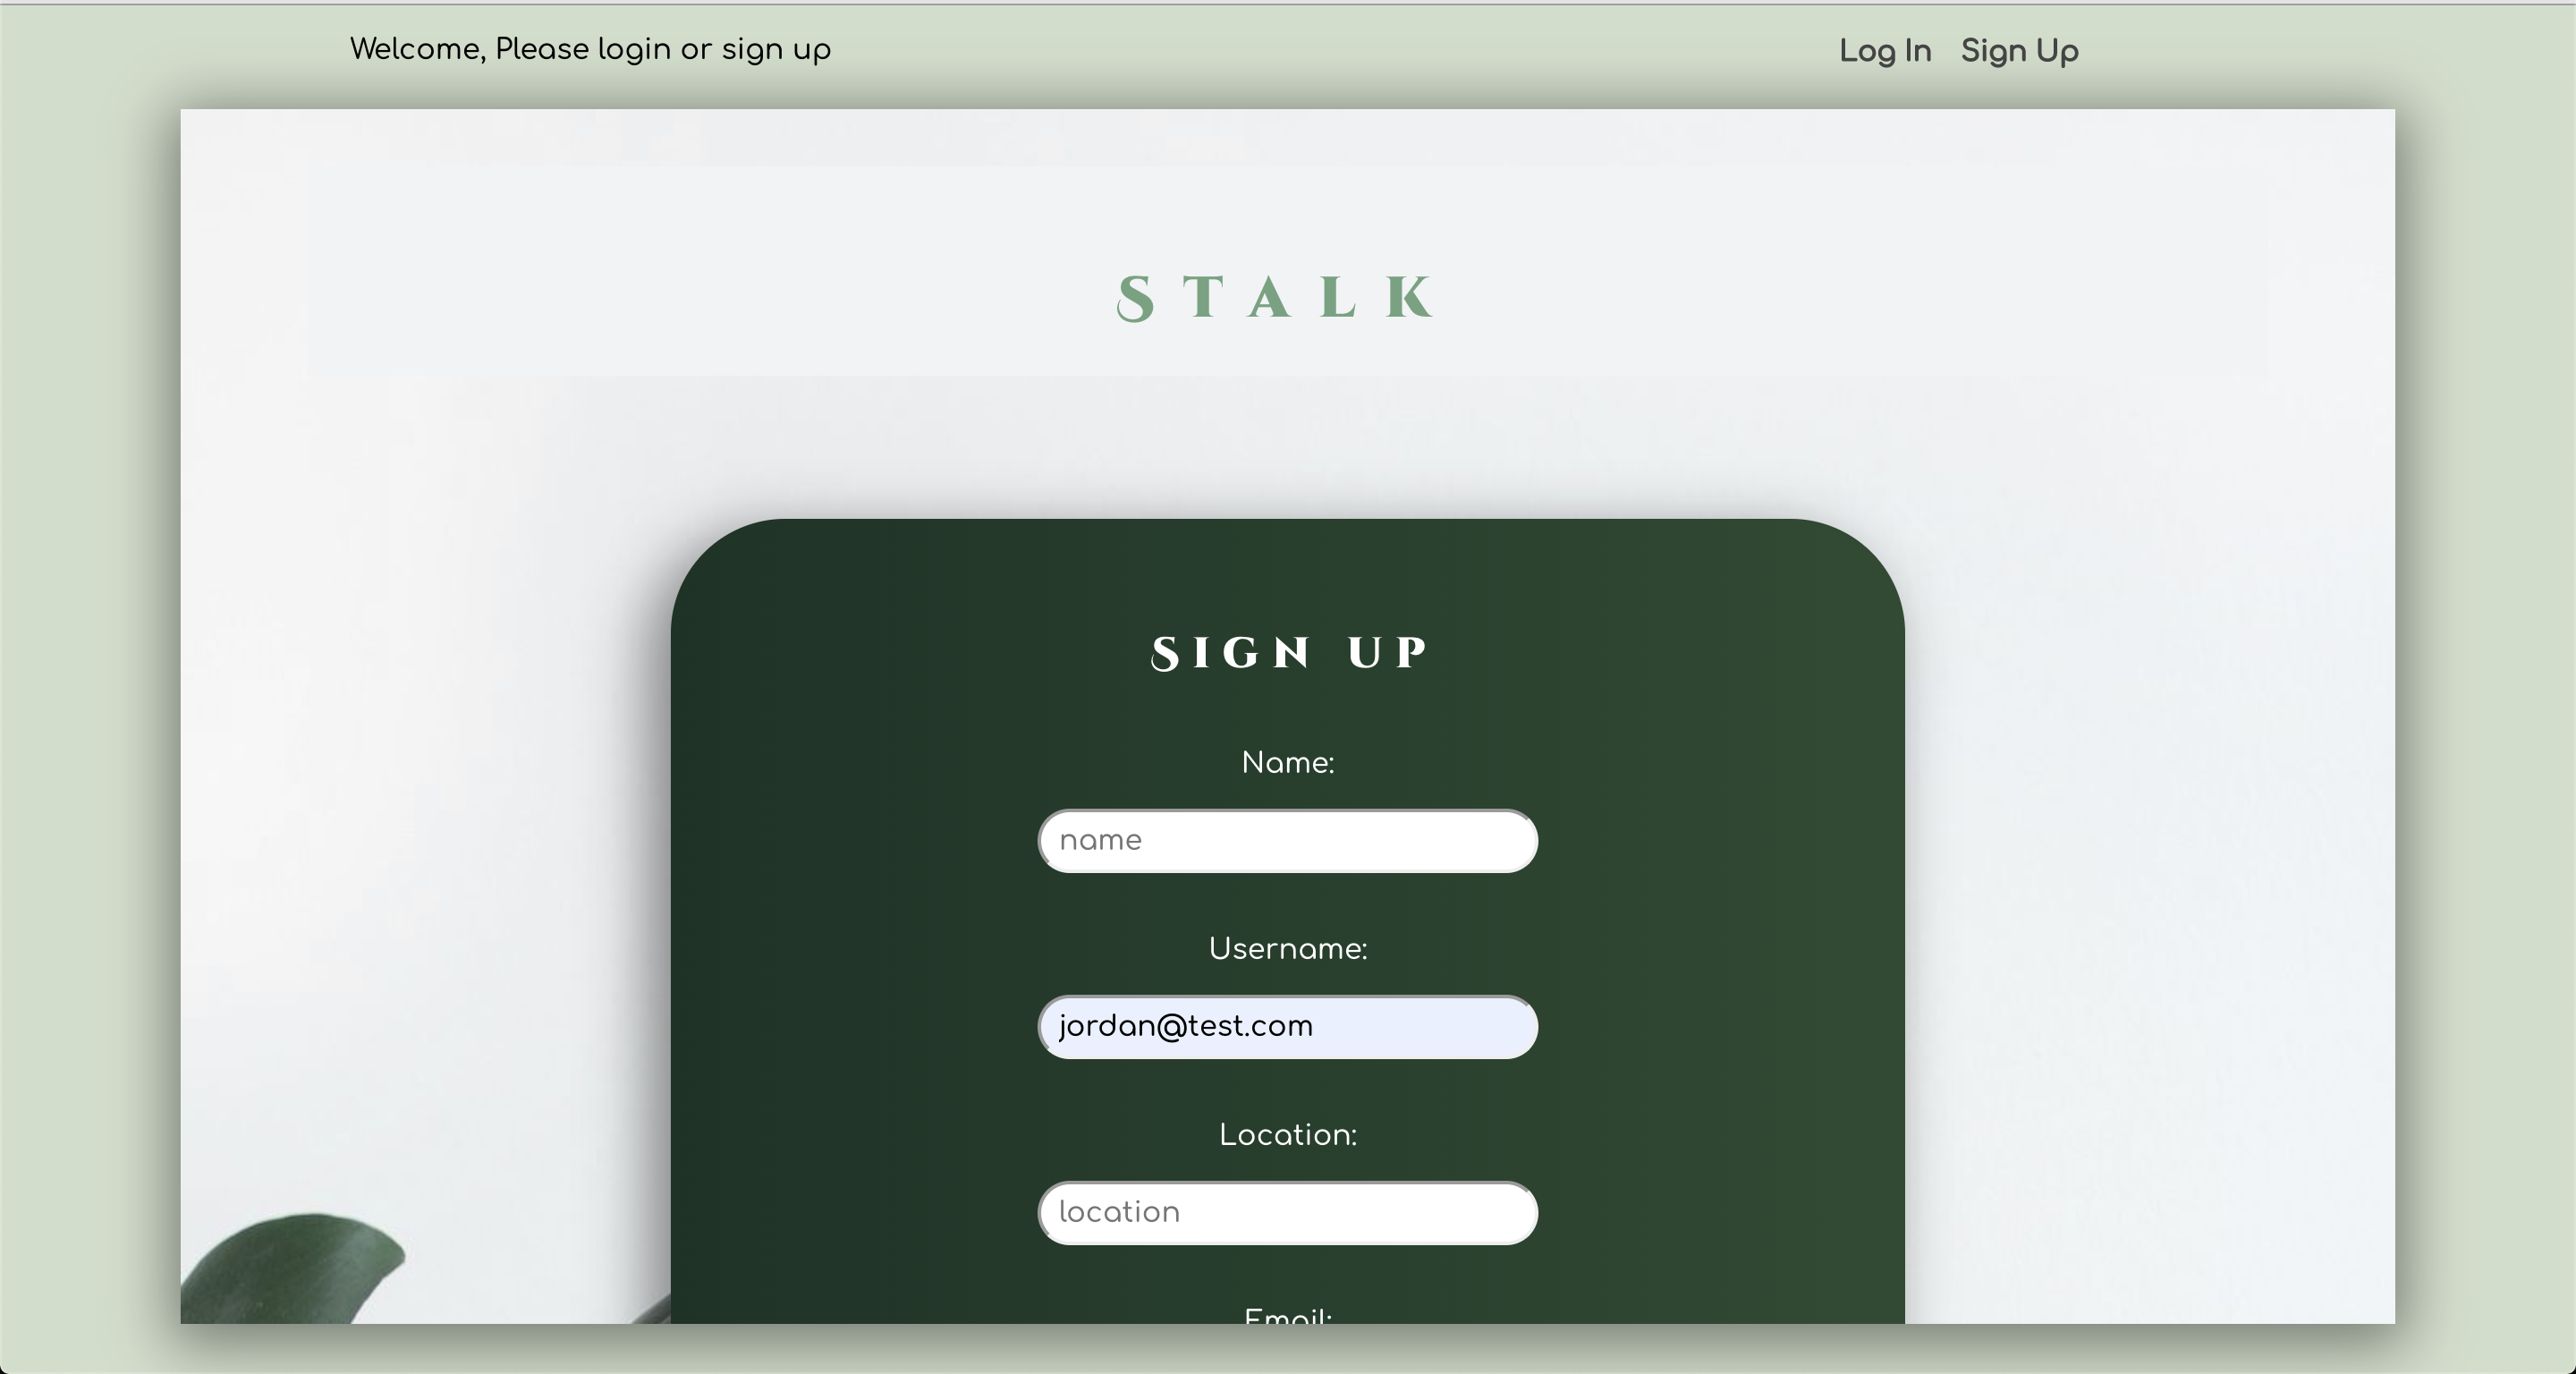 Welcome, Please login or sign up
Log In Sign Up
STALK
SIGN UP
Name:
name
Username:
jordan@test.com
Location:
location
Email: